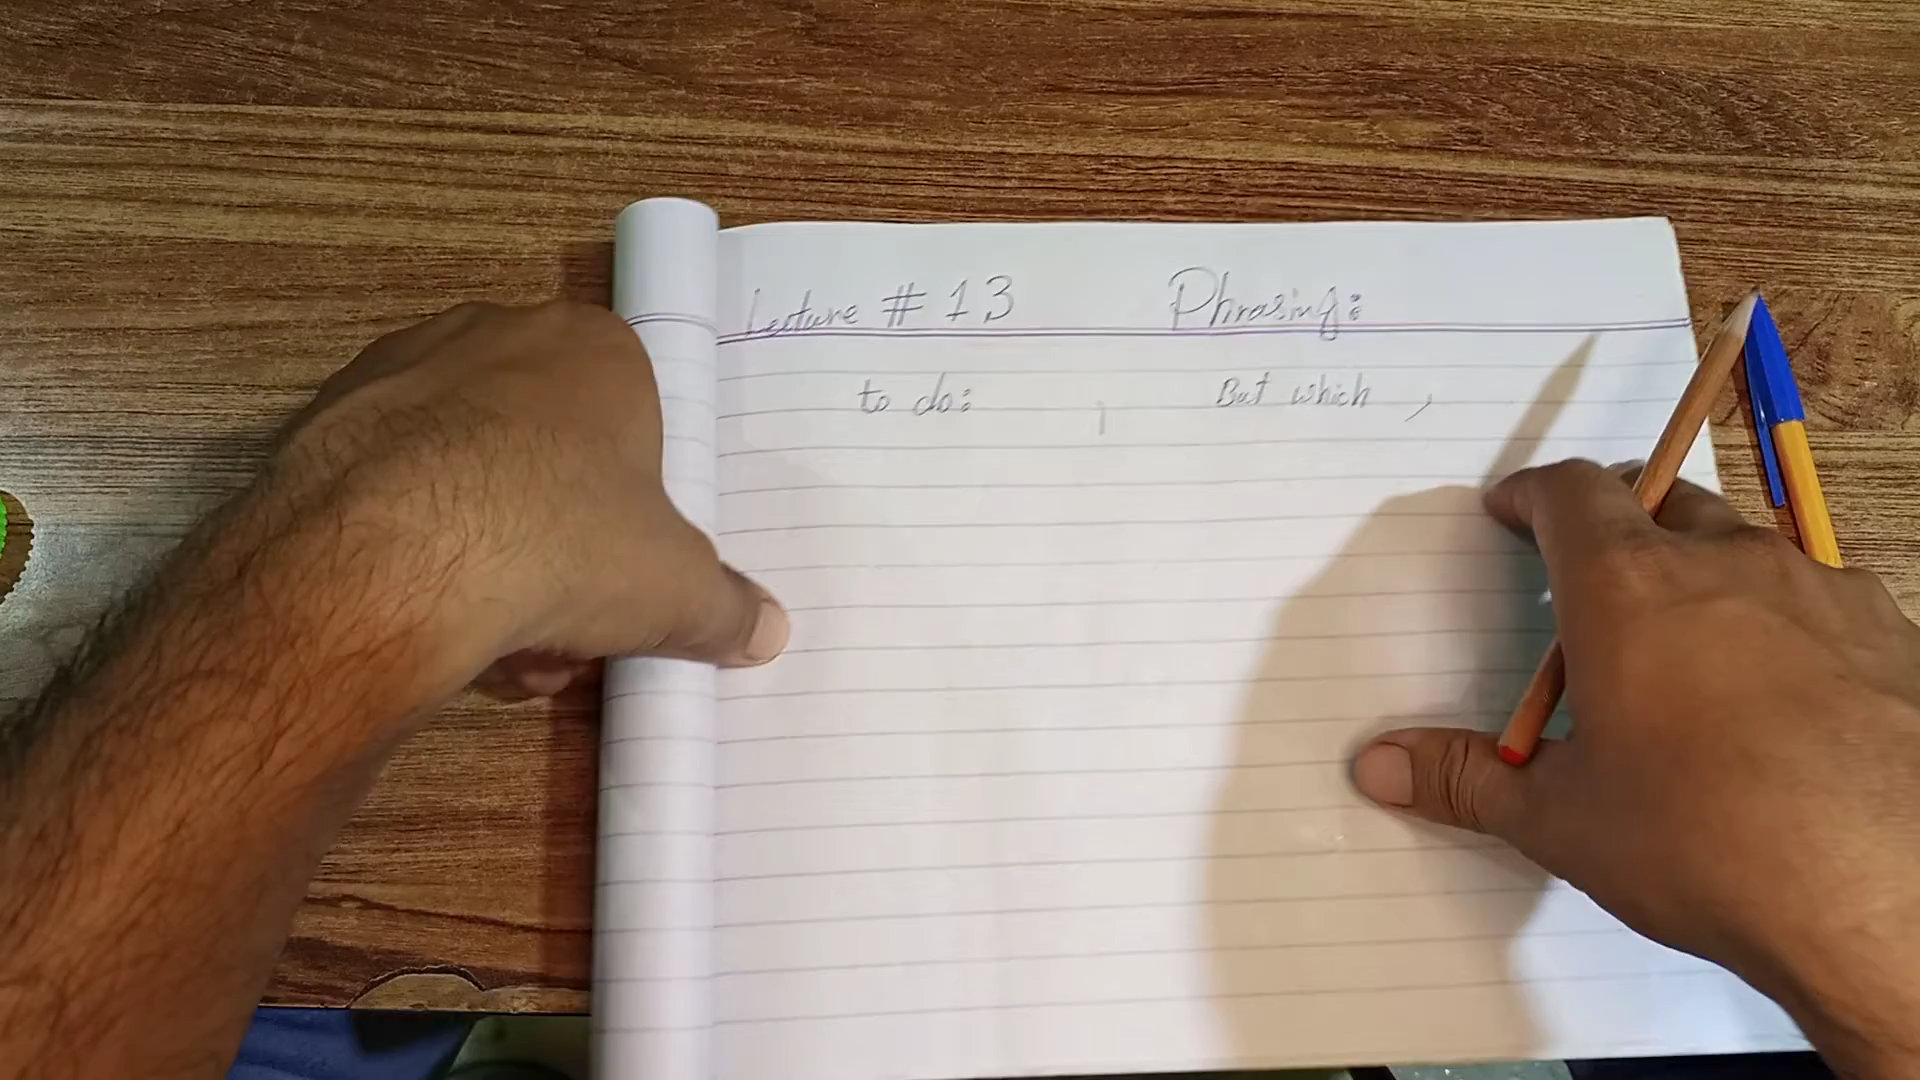 Lecture # 13 Phrasing:
to do: But which ,